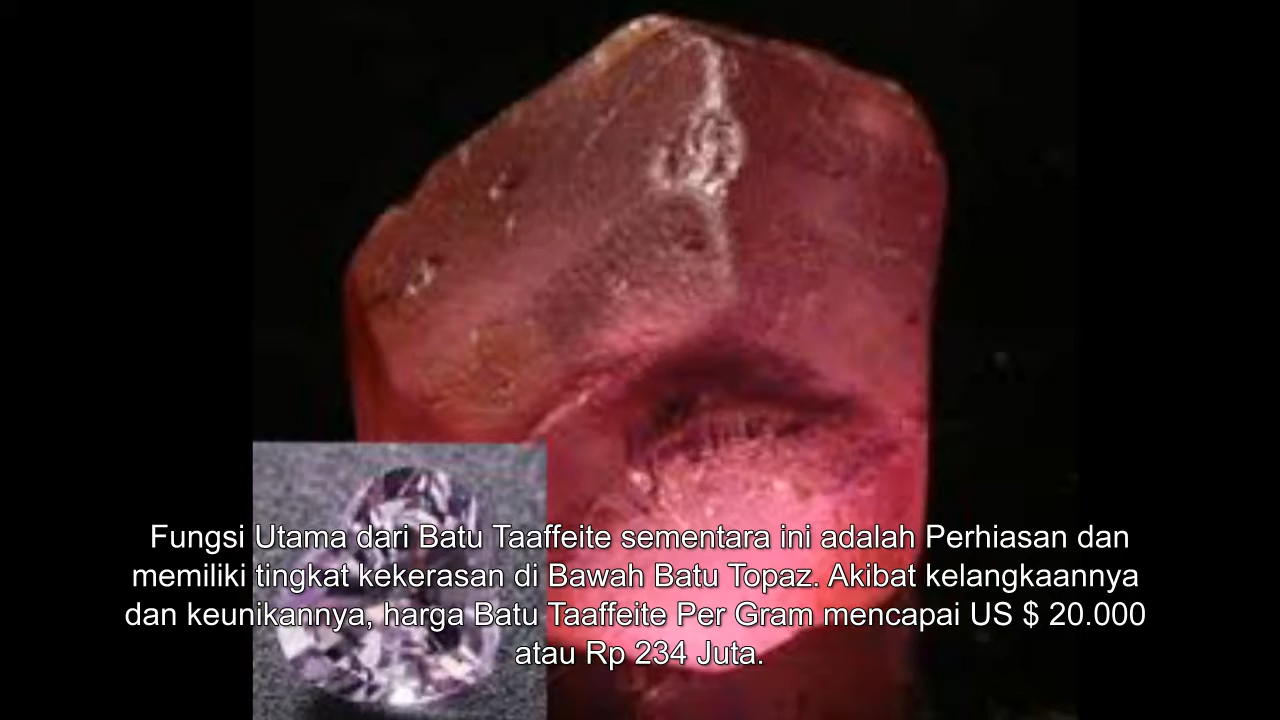 Fungsi Utama dari Batu Taaffeite sementara ini adalah Perhiasan dan
memiliki tingkat kekerasan di Bawah Batu Topaz. Akibat kelangkaannya
dan keunikannya, harga Batu Taaffeite Per Gram mencapai US $ 20.000
atau Rp 234 Juta.